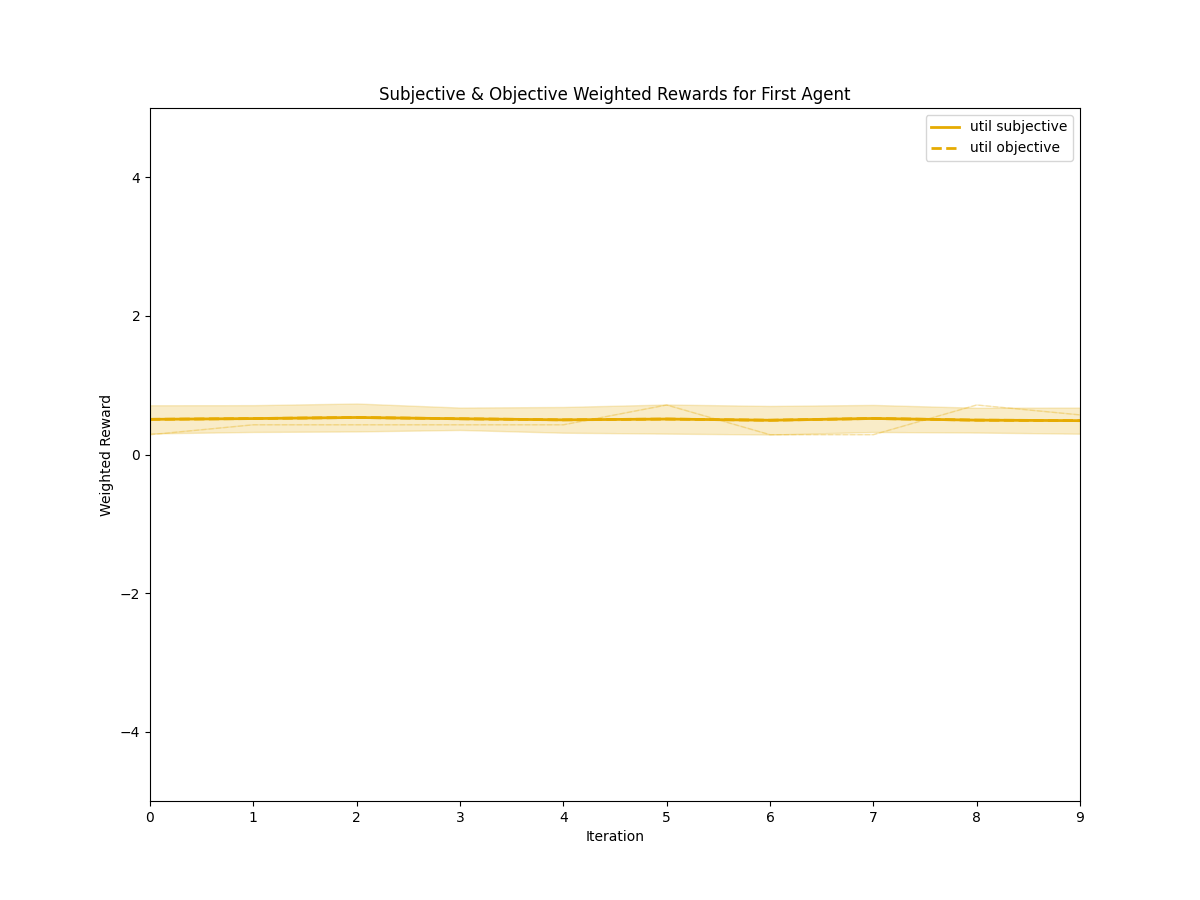 Subjective & Objective Weighted Rewards for First Agent
util subjective
util objective
4
2
0
−2
−4
Weighted Reward
0 1 2 3 4 5 6 7 8 9
Iteration